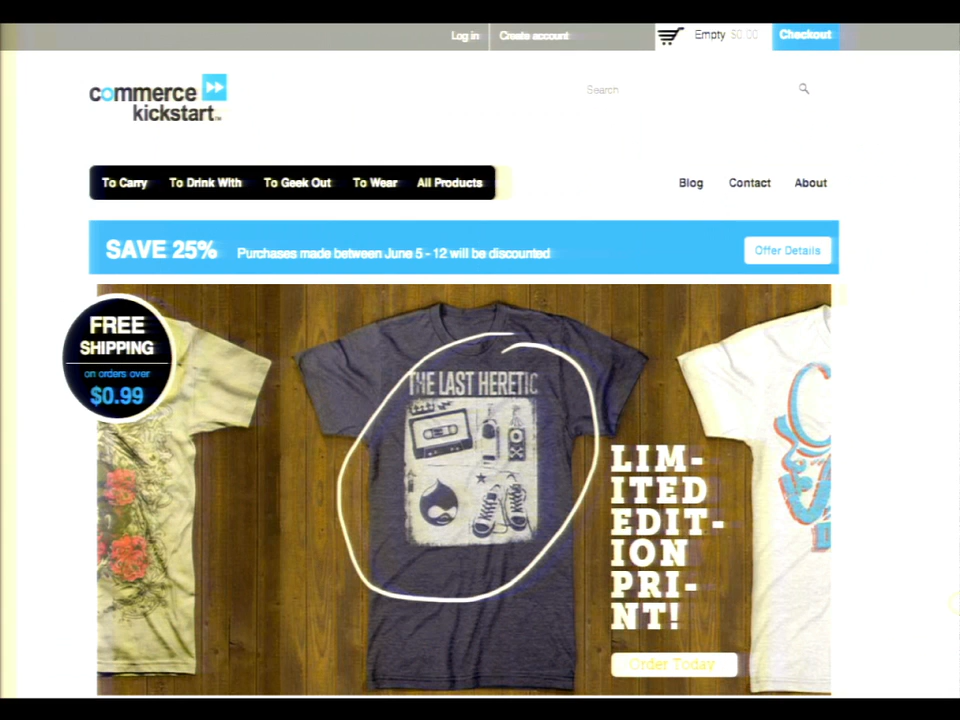 Log in
Create account
Empty $0.00
Checkout
commerce
kickstart™
Search
To Carry
To Drink With
To Geek Out
To Wear
All Products
Blog
Contact
About
SAVE 25%
Purchases made between June 5 - 12 will be discounted
Offer Details
FREE
SHIPPING
on orders over
$0.99
THE LAST HERETIC
LIM-
ITED
EDIT-
ION
PRI-
NT!
Order Today